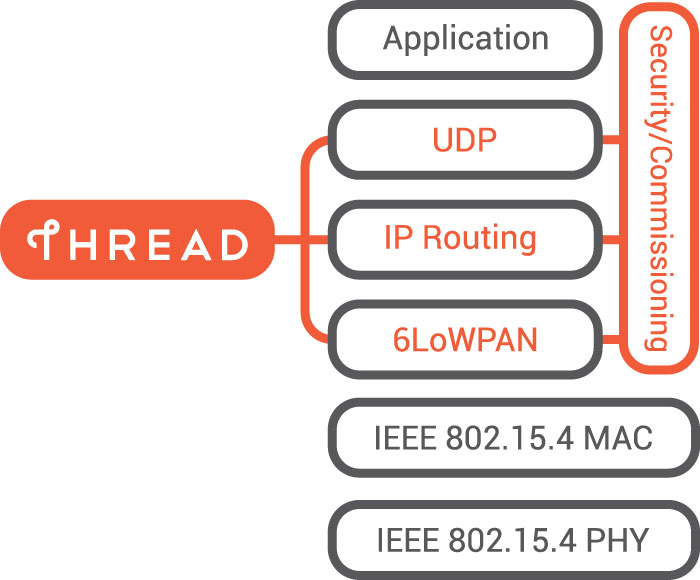 Application
UDP
THREAD
IP Routing
6LoWPAN
Security/Commissioning
IEEE 802.15.4 MAC
IEEE 802.15.4 PHY